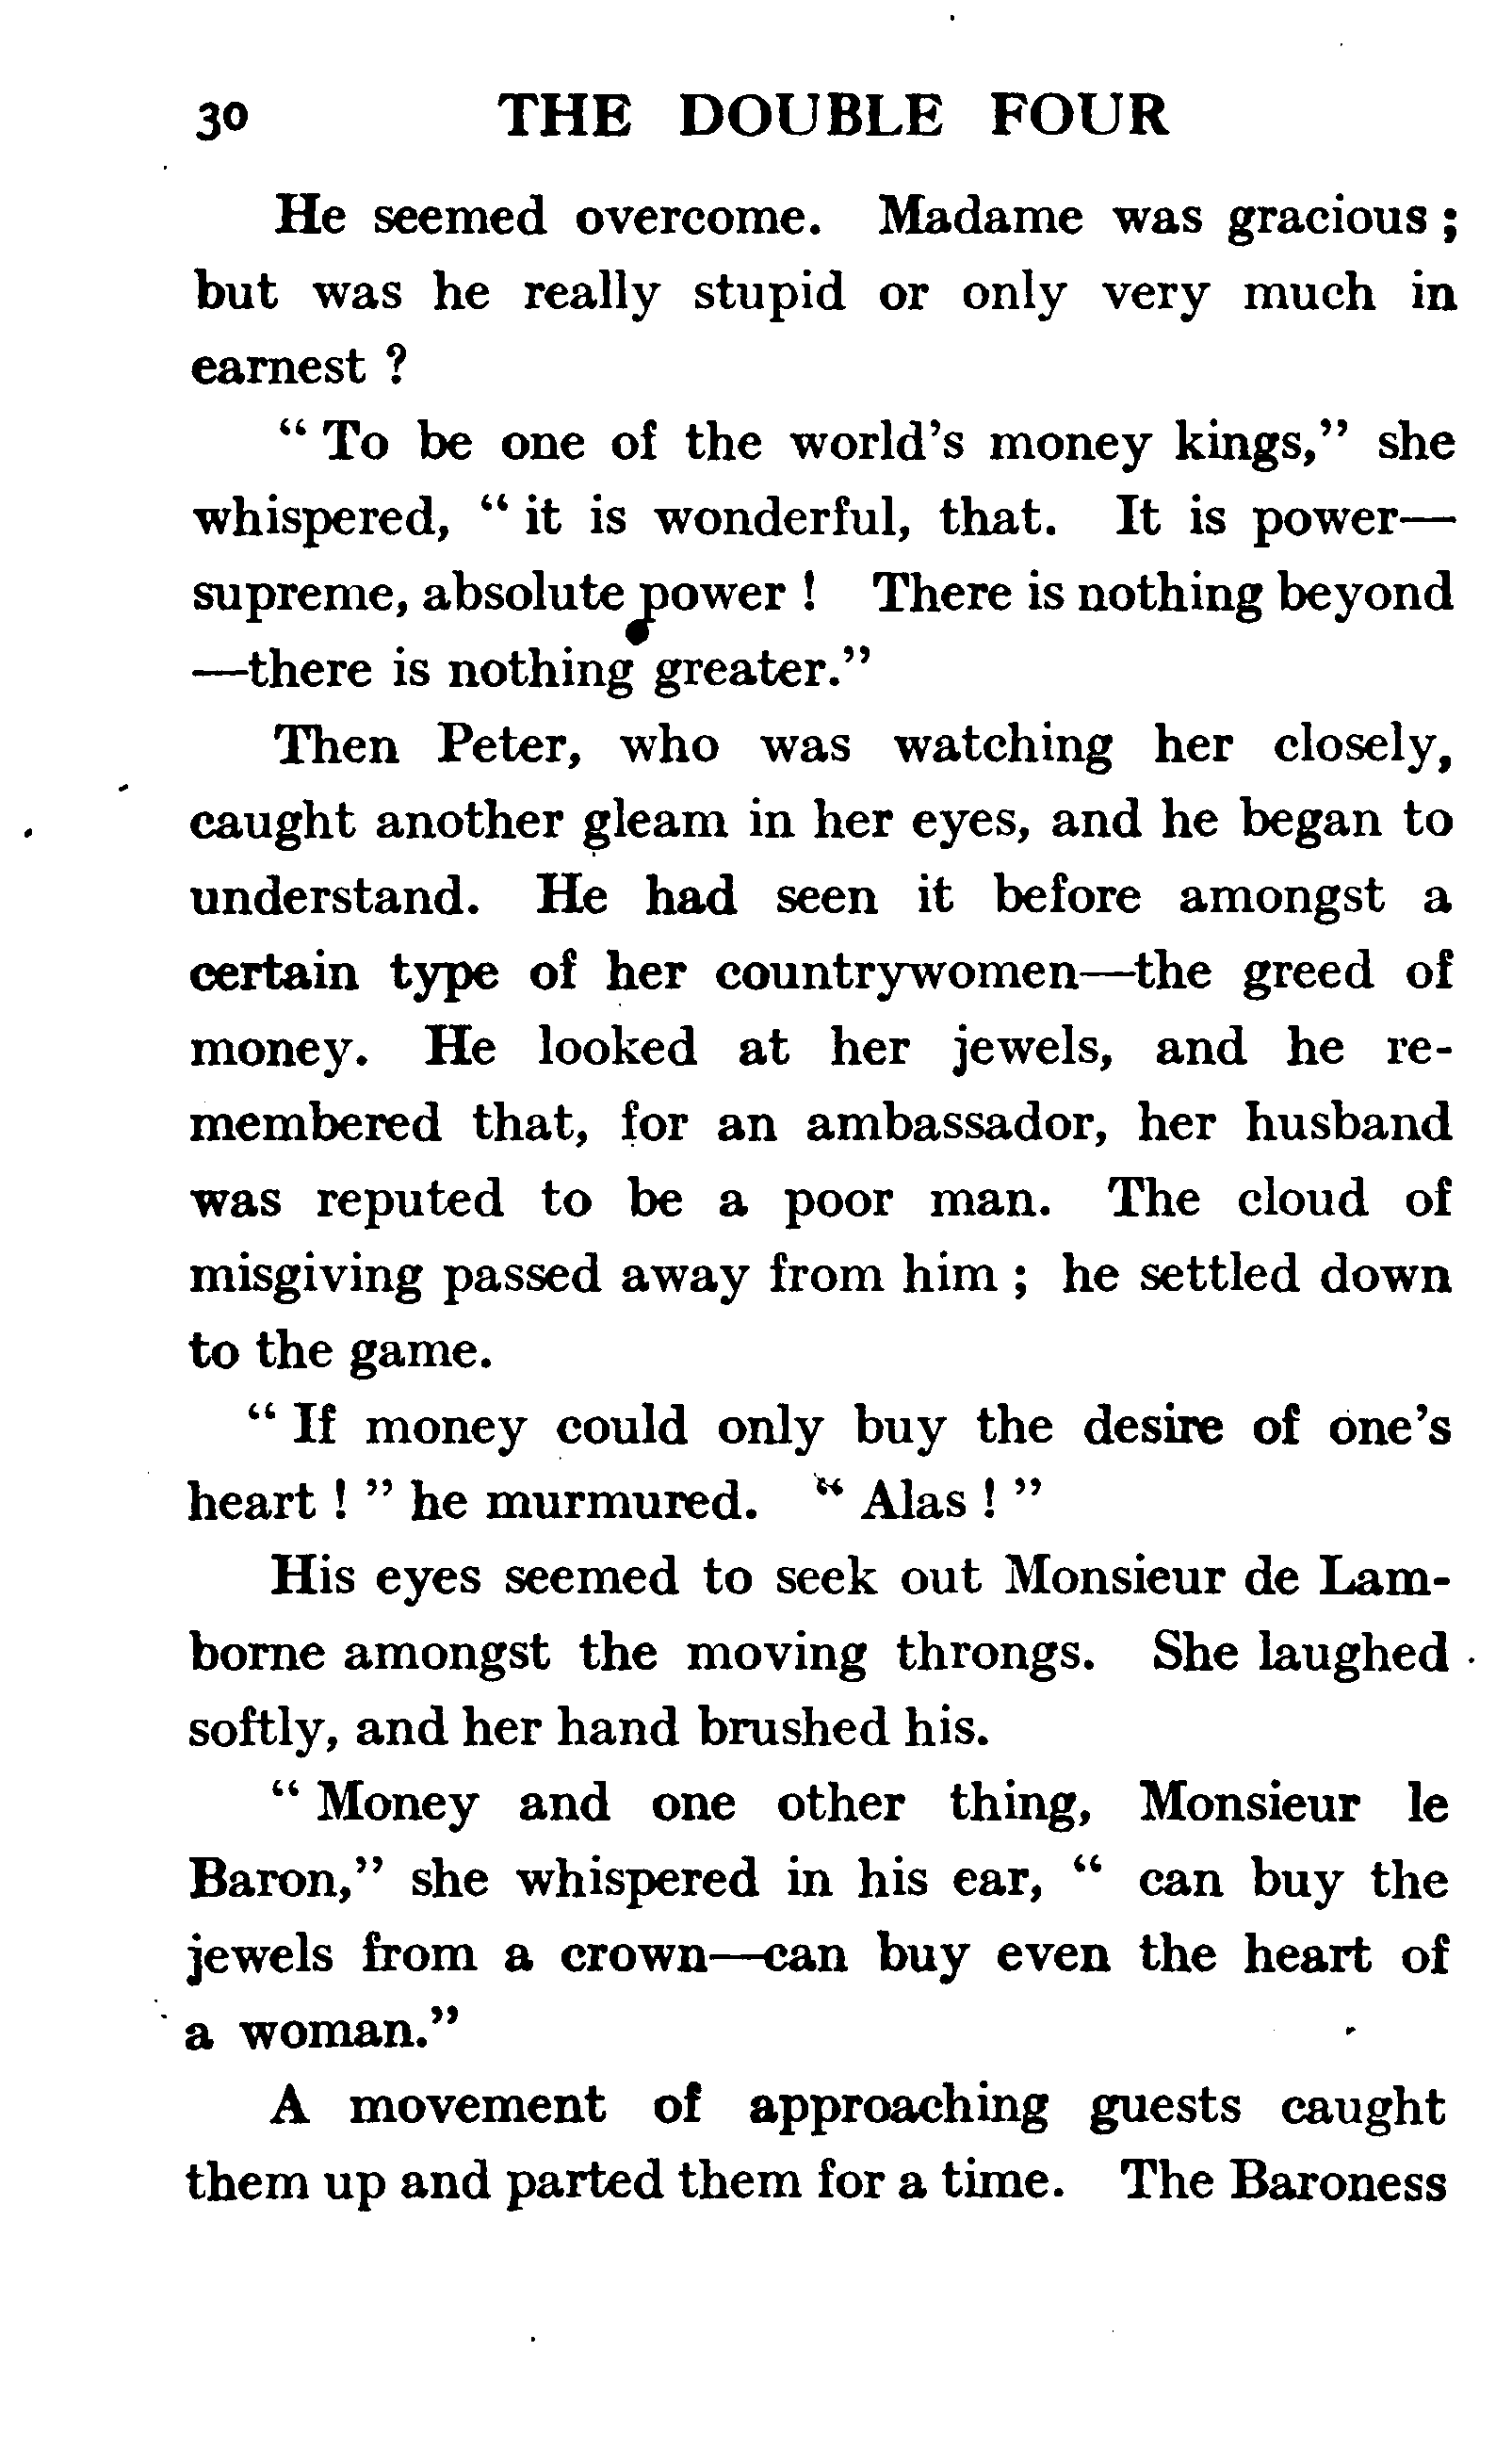 30 THE DOUBLE FOUR
He seemed overcome. Madame was gracious ;
but was he really stupid or only very much in
earnest ?
“ To be one of the world's money kings,” she
whispered, “ it is wonderful, that. It is power—
supreme, absolute power ! There is nothing beyond
—there is nothing greater.”
Then Peter, who was watching her closely,
caught another gleam in her eyes, and he began to
understand. He had seen it before amongst a
certain type of her countrywomen—the greed of
money. He looked at her jewels, and he re-
membered that, for an ambassador, her husband
was reputed to be a poor man. The cloud of
misgiving passed away from him ; he settled down
to the game.
“ If money could only buy the desire of one's
heart ! ” he murmured. “ Alas ! ”
His eyes seemed to seek out Monsieur de Lam-
borne amongst the moving throngs. She laughed
softly, and her hand brushed his.
“ Money and one other thing, Monsieur le
Baron,” she whispered in his ear, “ can buy the
jewels from a crown—can buy even the heart of
a woman.”
A movement of approaching guests caught
them up and parted them for a time. The Baroness